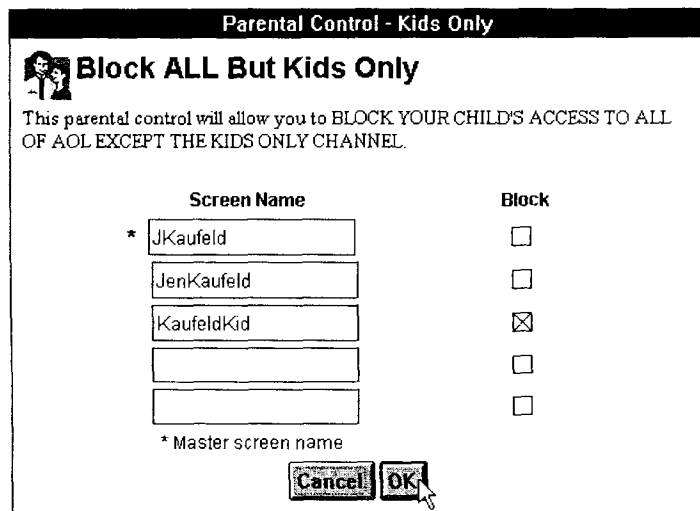 Parental Control - Kids Only
Block ALL But Kids Only
This parental control will allow you to BLOCK YOUR CHILD'S ACCESS TO ALL
OF AOL EXCEPT THE KIDS ONLY CHANNEL.
Screen Name Block
* JKaufeld
JenKaufeld
KaufeldKid
* Master screen name
Cancel OK